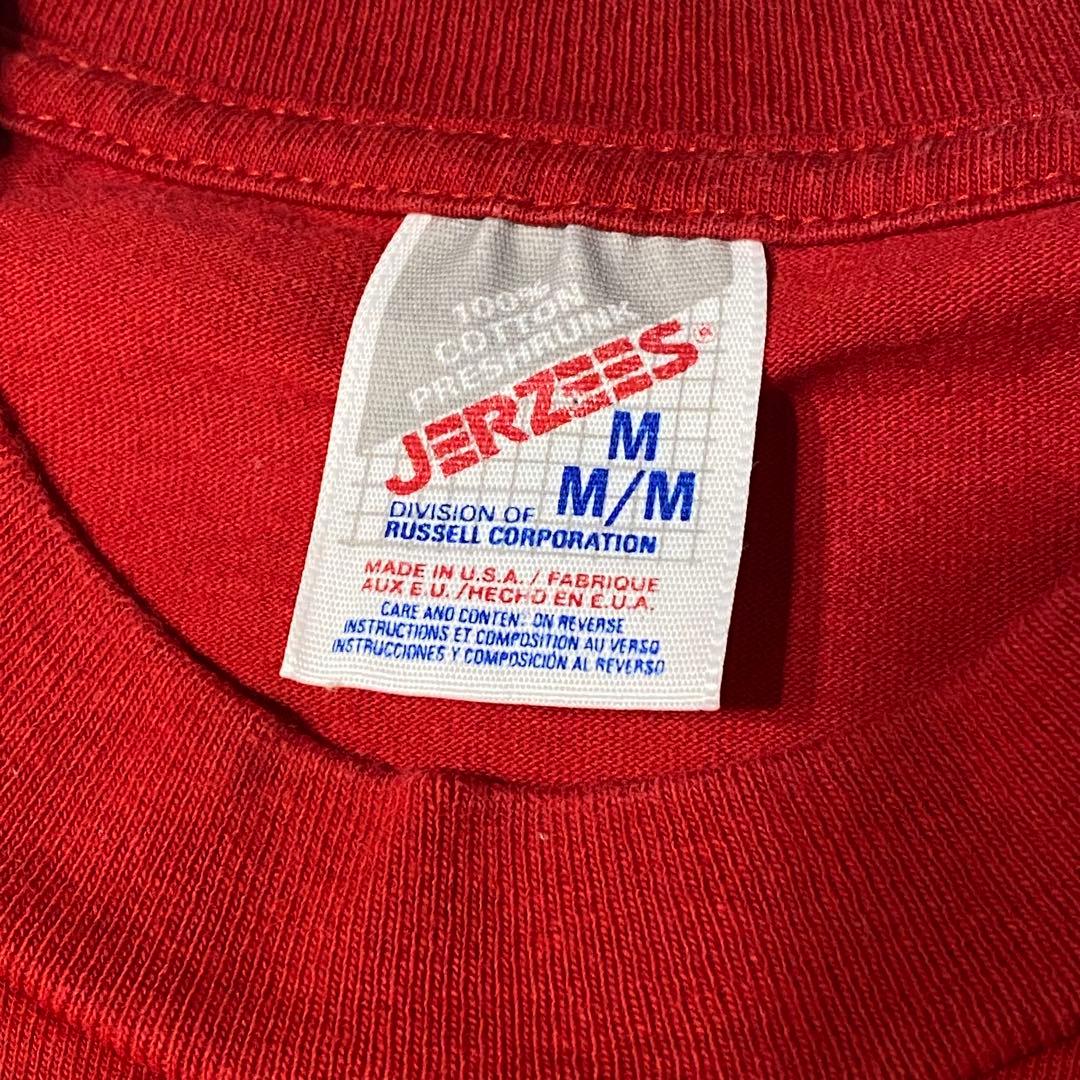 100%
COTTON
PRESHRUNK
JERZEES®
M
M/M
DIVISION OF
RUSSELL CORPORATION
MADE IN U.S.A. / FABRIQUE
AUX E.U. /HECHO EN E.U.A.
CARE AND CONTENT ON REVERSE
INSTRUCTIONS ET COMPOSITION AU VERSO
INSTRUCCIONES Y COMPOSICIÓN AL REVERSO